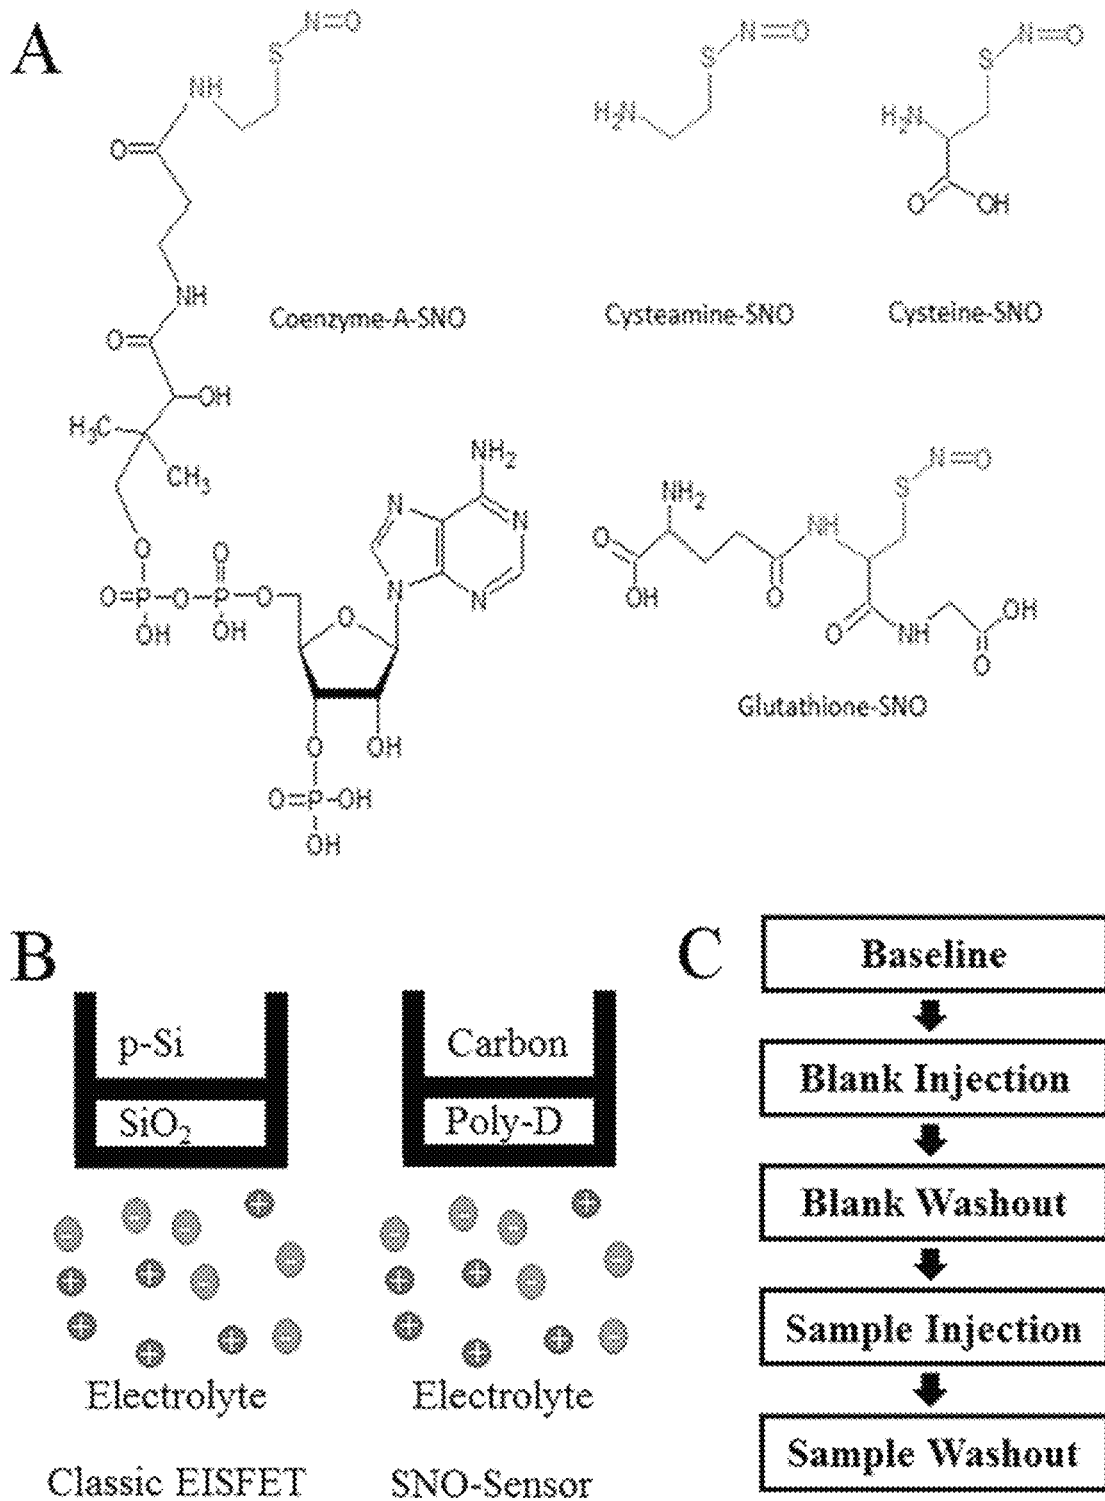 A
N=O
S
NH
O=
NH
O=
OH
H3C
CH3
O
O=P-O-P-O
O
OH
OH
O
NH2
N
N
N
N
O
OH
O=P-OH
OH
Coenzyme-A-SNO
N=O
S
H2N
Cysteamine-SNO
N=O
S
H2N
O
OH
Cysteine-SNO
N=O
S
NH2
O
OH
NH
O
O
NH
OH
O
Glutathione-SNO
B
p-Si
SiO2
Electrolyte
Classic EISFET
Carbon
Poly-D
Electrolyte
SNO-Sensor
C
Baseline
Blank Injection
Blank Washout
Sample Injection
Sample Washout